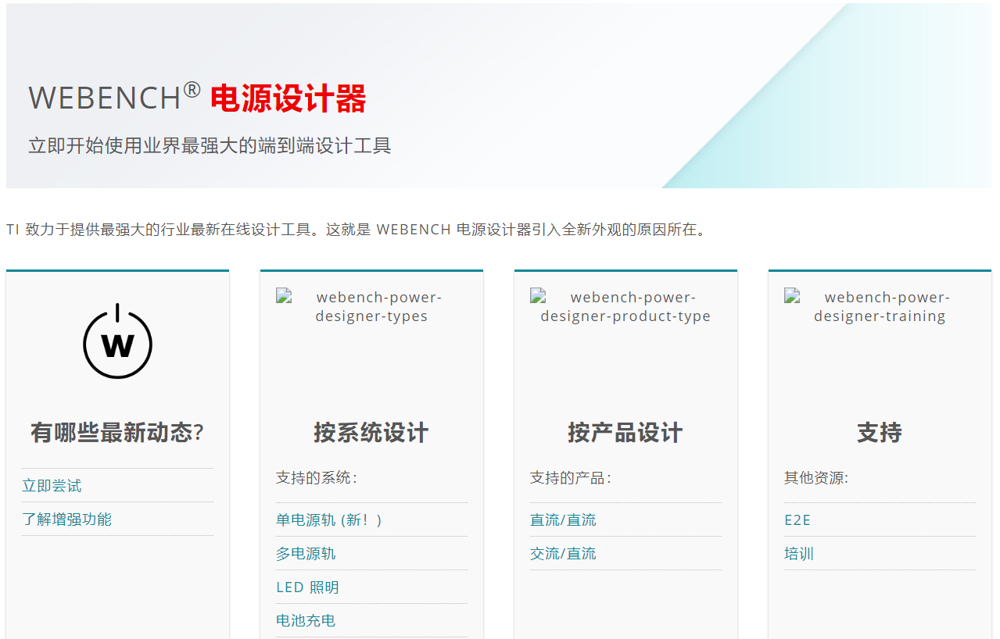 WEBENCH® 电源设计器
立即开始使用业界最强大的端到端设计工具
TI 致力于提供最强大的行业最新在线设计工具。这就是 WEBENCH 电源设计器引入全新外观的原因所在。
W
有哪些最新动态?
立即尝试
了解增强功能
webench-power-
designer-types
按系统设计
支持的系统:
单电源轨 (新！)
多电源轨
LED 照明
电池充电
webench-power-
designer-product-type
按产品设计
支持的产品:
直流/直流
交流/直流
webench-power-
designer-training
支持
其他资源:
E2E
培训